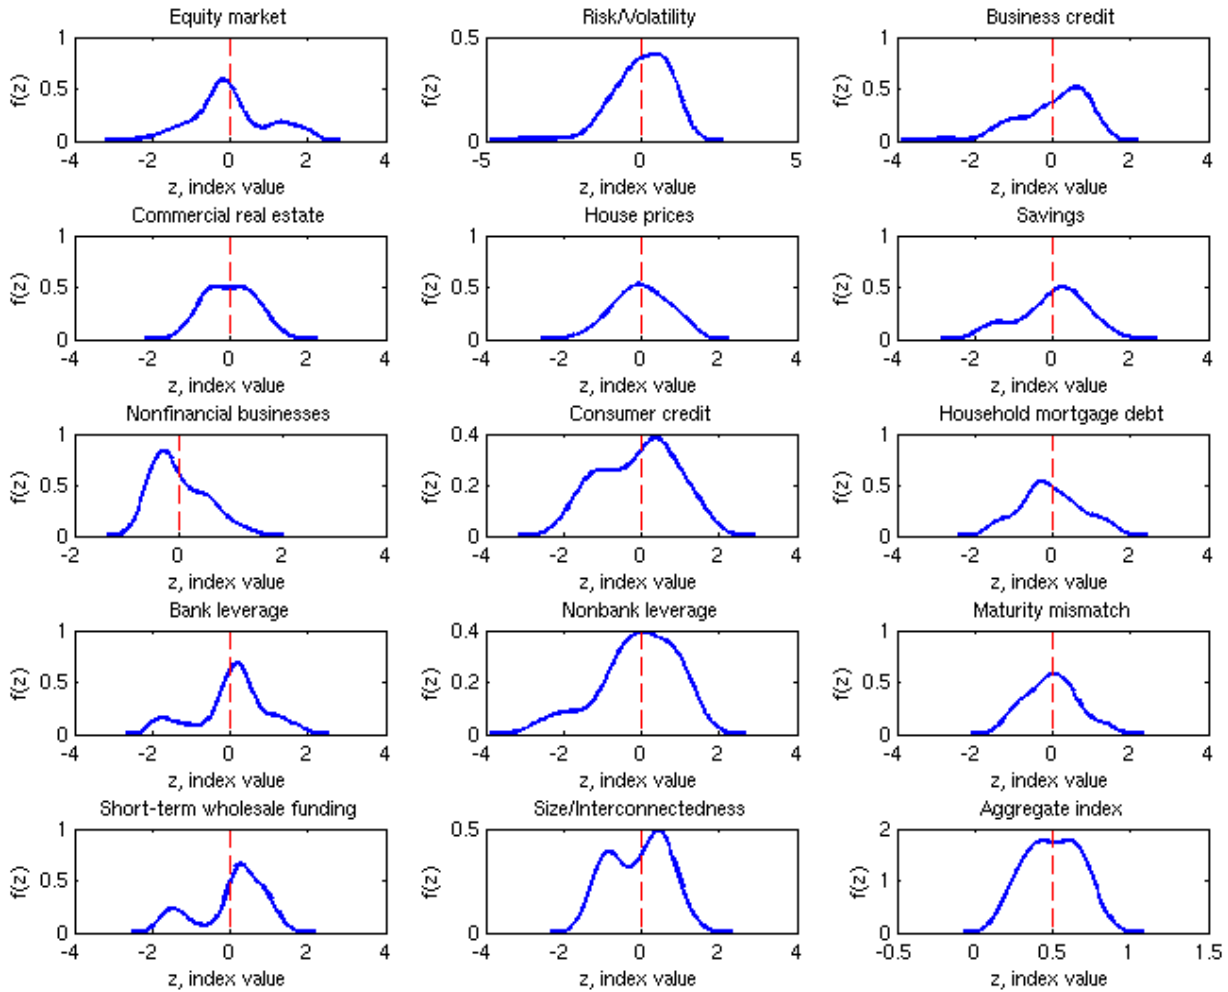 Equity market
Risk/Volatility
Business credit
1
0.5
0
f(z)
-4 -2 0 2 4
z, index value
0.5
0
f(z)
-5 0 5
z, index value
1
0.5
0
f(z)
-4 -2 0 2 4
z, index value
Commercial real estate
House prices
Savings
1
0.5
0
f(z)
-4 -2 0 2 4
z, index value
1
0.5
0
f(z)
-4 -2 0 2 4
z, index value
1
0.5
0
f(z)
-4 -2 0 2 4
z, index value
Nonfinancial businesses
Consumer credit
Household mortgage debt
1
0.5
0
f(z)
-2 0 2 4
z, index value
0.4
0.2
0
f(z)
-4 -2 0 2 4
z, index value
1
0.5
0
f(z)
-4 -2 0 2 4
z, index value
Bank leverage
Nonbank leverage
Maturity mismatch
1
0.5
0
f(z)
-4 -2 0 2 4
z, index value
0.4
0.2
0
f(z)
-4 -2 0 2 4
z, index value
1
0.5
0
f(z)
-4 -2 0 2 4
z, index value
Short-term wholesale funding
Size/Interconnectedness
Aggregate index
1
0.5
0
f(z)
-4 -2 0 2 4
z, index value
0.5
0
f(z)
-4 -2 0 2 4
z, index value
2
1
0
f(z)
-0.5 0 0.5 1 1.5
z, index value